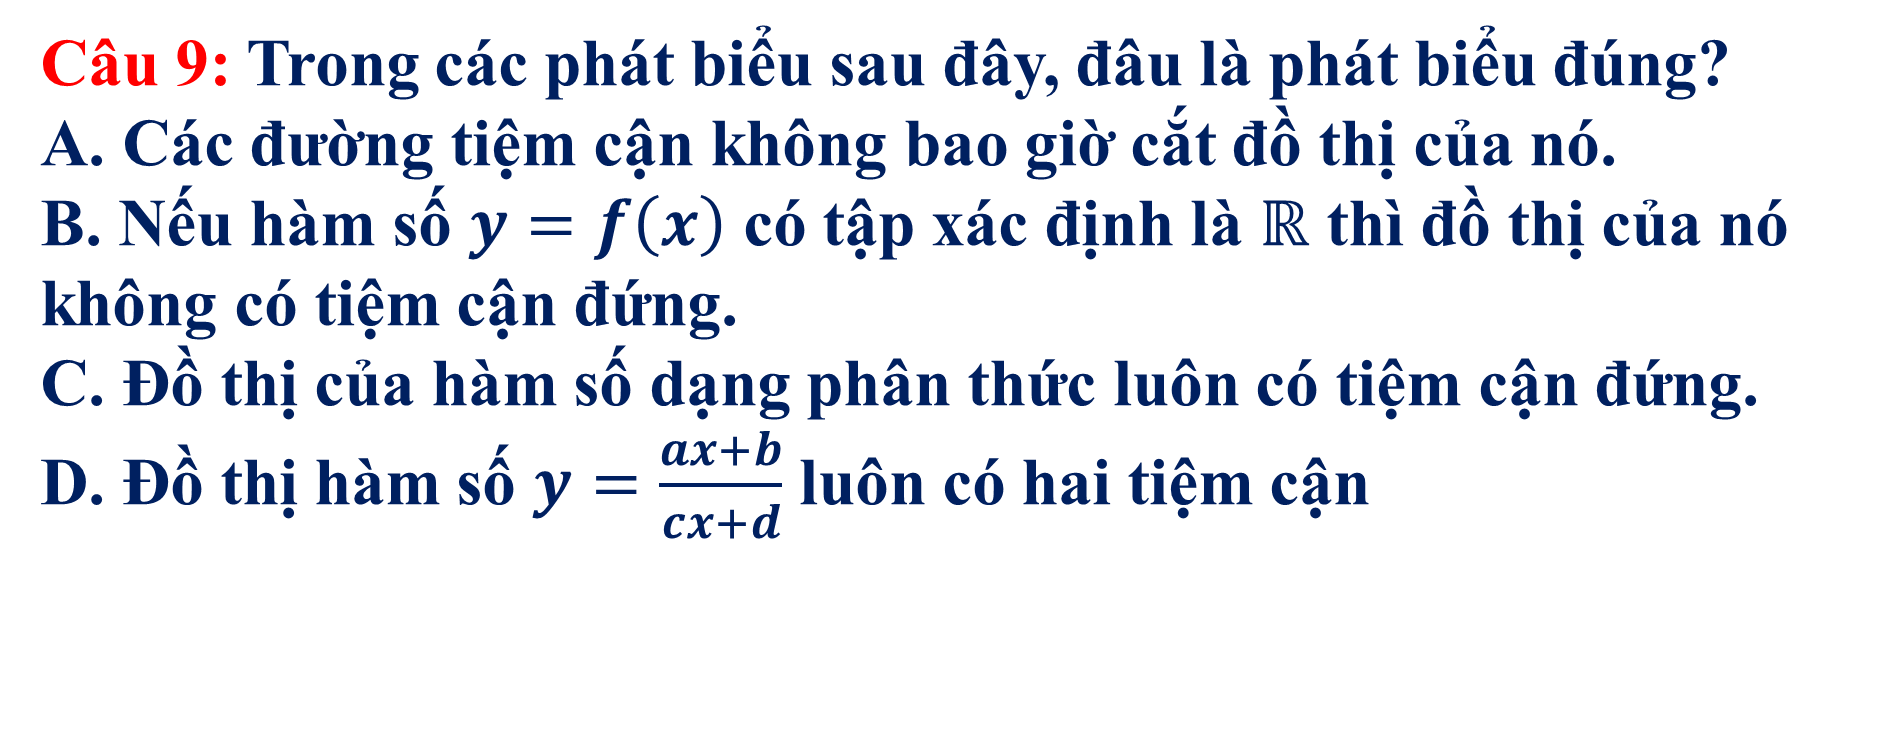 Câu 9: Trong các phát biểu sau đây, đâu là phát biểu đúng?
A. Các đường tiệm cận không bao giờ cắt đồ thị của nó.
B. Nếu hàm số y = f(x) có tập xác định là ℝ thì đồ thị của nó
không có tiệm cận đứng.
C. Đồ thị của hàm số dạng phân thức luôn có tiệm cận đứng.
D. Đồ thị hàm số y = \frac{ax+b}{cx+d} luôn có hai tiệm cận